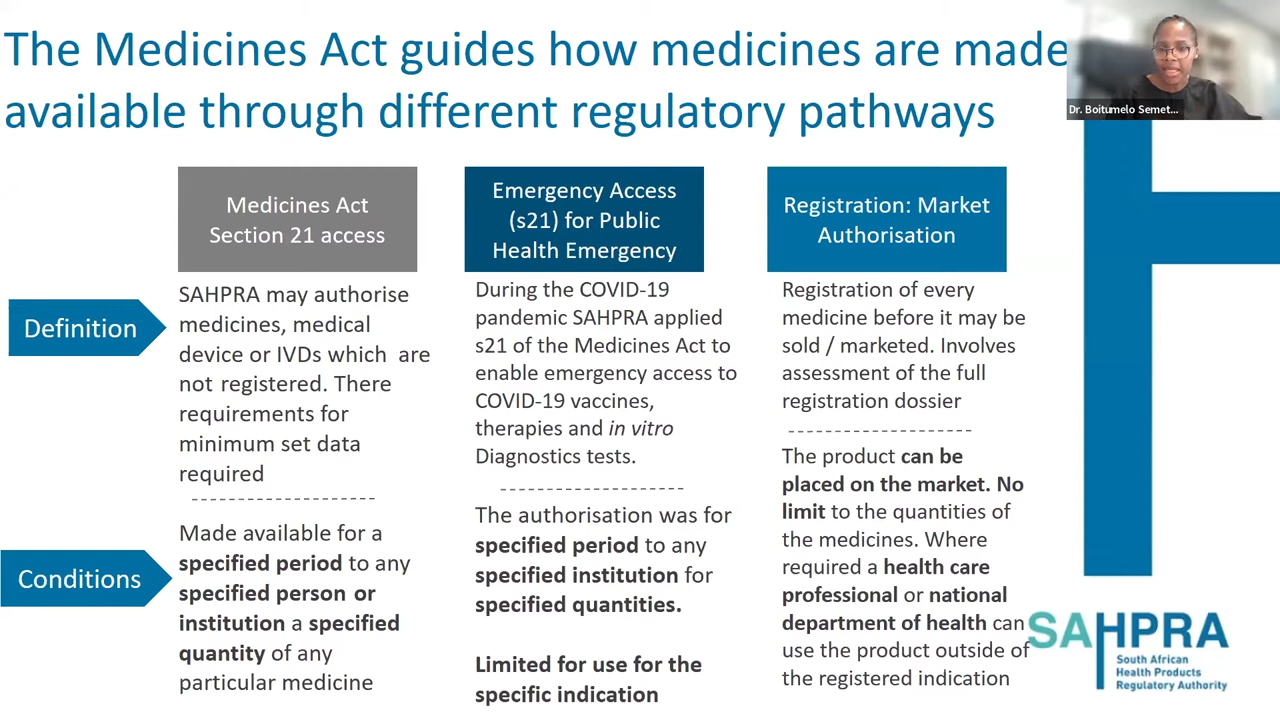 The Medicines Act guides how medicines are made
available through different regulatory pathways
Dr. Boitumelo Semet...
Medicines Act
Section 21 access
Emergency Access
(s21) for Public
Health Emergency
Registration: Market
Authorisation
Definition
SAHPRA may authorise
medicines, medical
device or IVDs which are
not registered. There
requirements for
minimum set data
required
During the COVID-19
pandemic SAHPRA applied
s21 of the Medicines Act to
enable emergency access to
COVID-19 vaccines,
therapies and in vitro
Diagnostics tests.
Registration of every
medicine before it may be
sold / marketed. Involves
assessment of the full
registration dossier
Conditions
Made available for a
specified period to any
specified person or
institution a specified
quantity of any
particular medicine
The authorisation was for
specified period to any
specified institution for
specified quantities.
Limited for use for the
specific indication
The product can be
placed on the market. No
limit to the quantities of
the medicines. Where
required a health care
professional or national
department of health can
use the product outside of
the registered indication
SAHPRA
South African
Health Products
Regulatory Authority